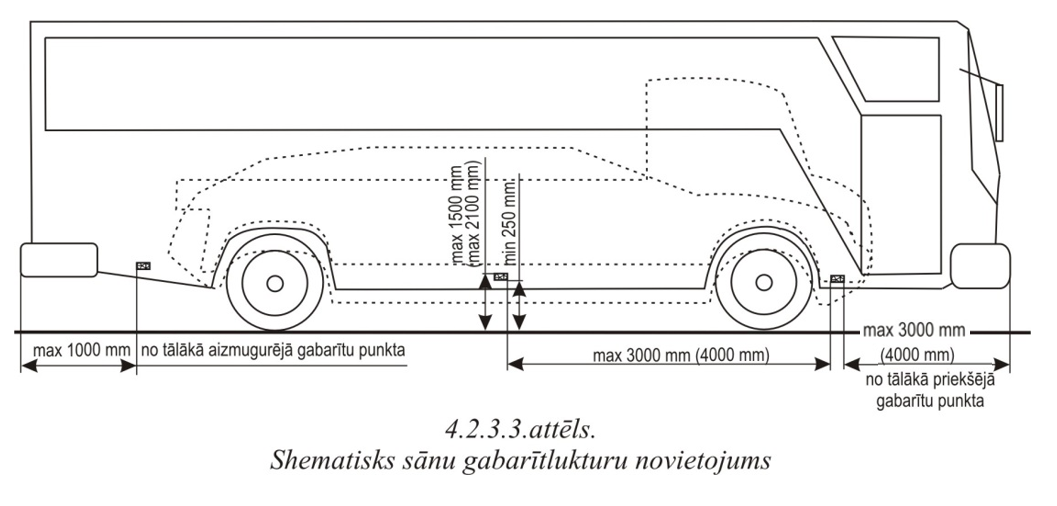 max 1500 mm
(max 2100 mm)
min 250 mm
max 1000 mm
no tālākā aizmugurējā gabarītu punkta
max 3000 mm (4000 mm)
max 3000 mm
(4000 mm)
no tālākā priekšējā
gabarītu punkta
4.2.3.3.attēls.
Shematisks sānu gabarītlukturu novietojums